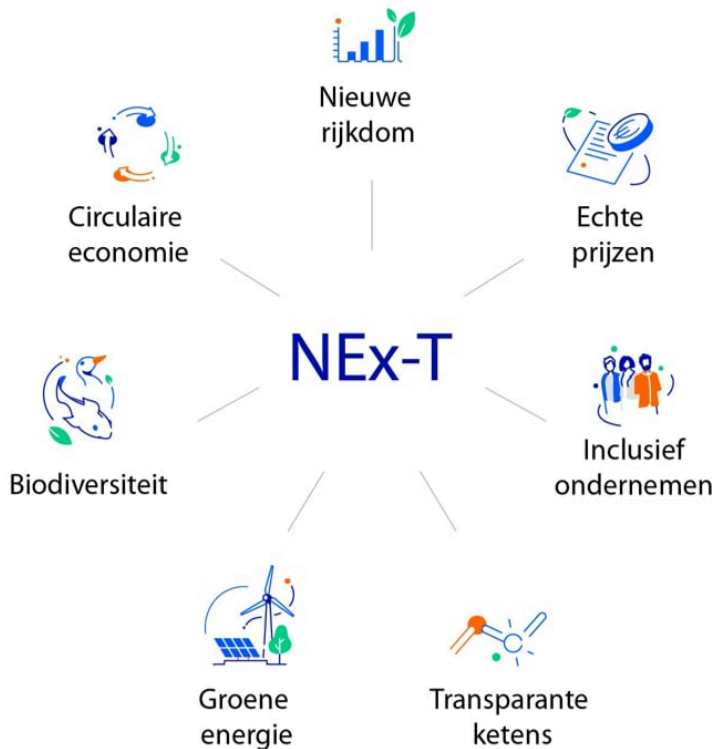 Nieuwe
rijkdom
Echte
prijzen
Inclusief
ondernemen
Transparante
ketens
Groene
energie
Biodiversiteit
Circulaire
economie
NEx-T